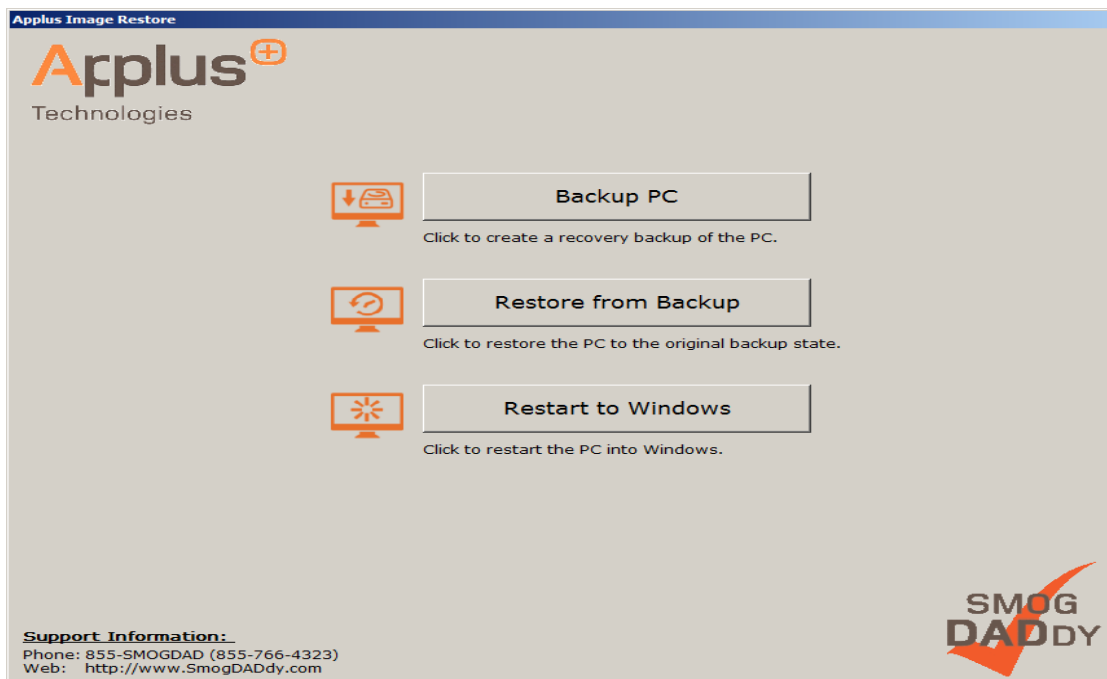 Applus Image Restore
Applus+
Technologies
Backup PC
Click to create a recovery backup of the PC.
Restore from Backup
Click to restore the PC to the original backup state.
Restart to Windows
Click to restart the PC into Windows.
Support Information:
Phone: 855-SMOGDAD (855-766-4323)
Web: http://www.SmogDADdy.com
SMOG
DADDY